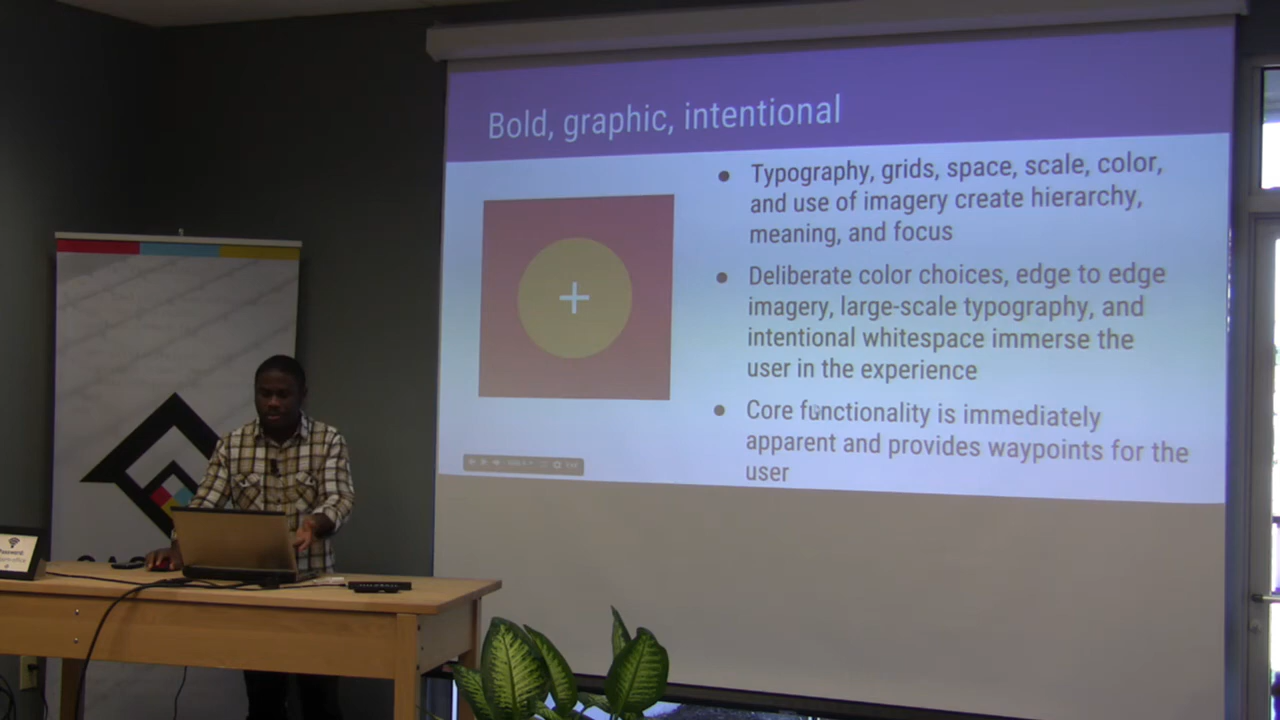 Bold, graphic, intentional
● Typography, grids, space, scale, color,
and use of imagery create hierarchy,
meaning, and focus
● Deliberate color choices, edge to edge
imagery, large-scale typography, and
intentional whitespace immerse the
user in the experience
● Core functionality is immediately
apparent and provides waypoints for the
user
+
Password: